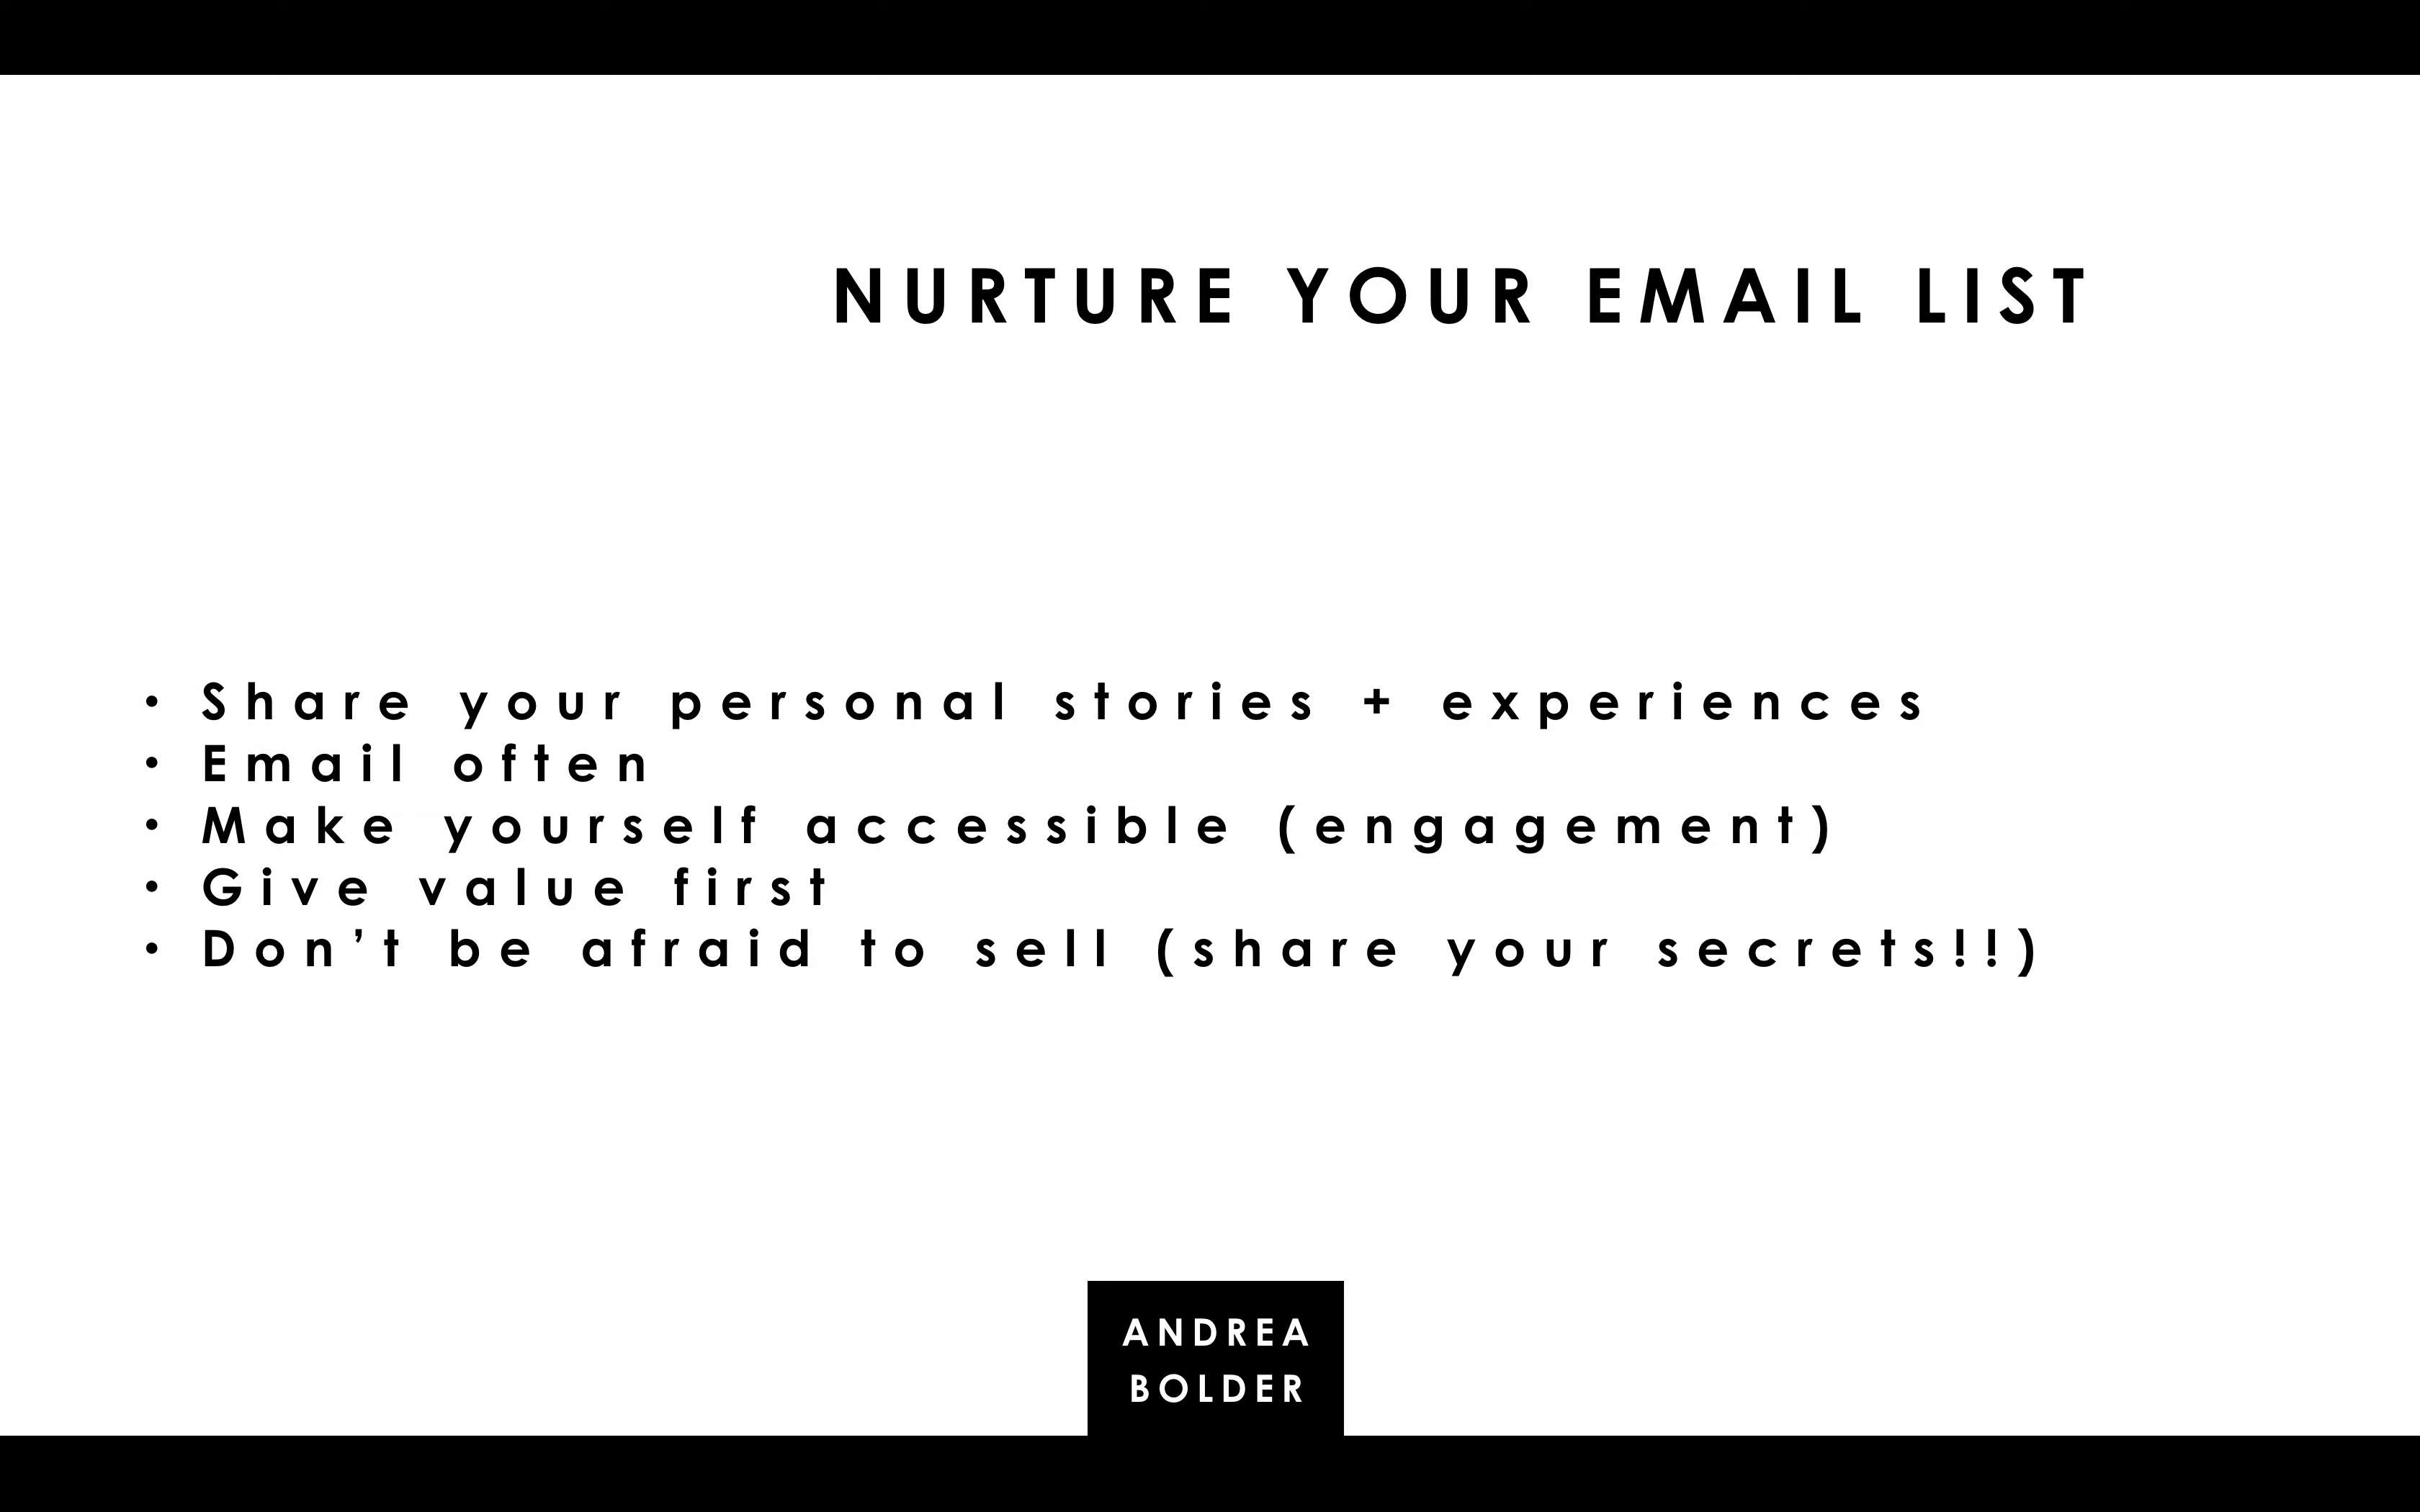 NURTURE YOUR EMAIL LIST
• Share your personal stories + experiences
• Email often
• Make yourself accessible (engagement)
• Give value first
• Don’t be afraid to sell (share your secrets!!)
ANDREA
BOLDER